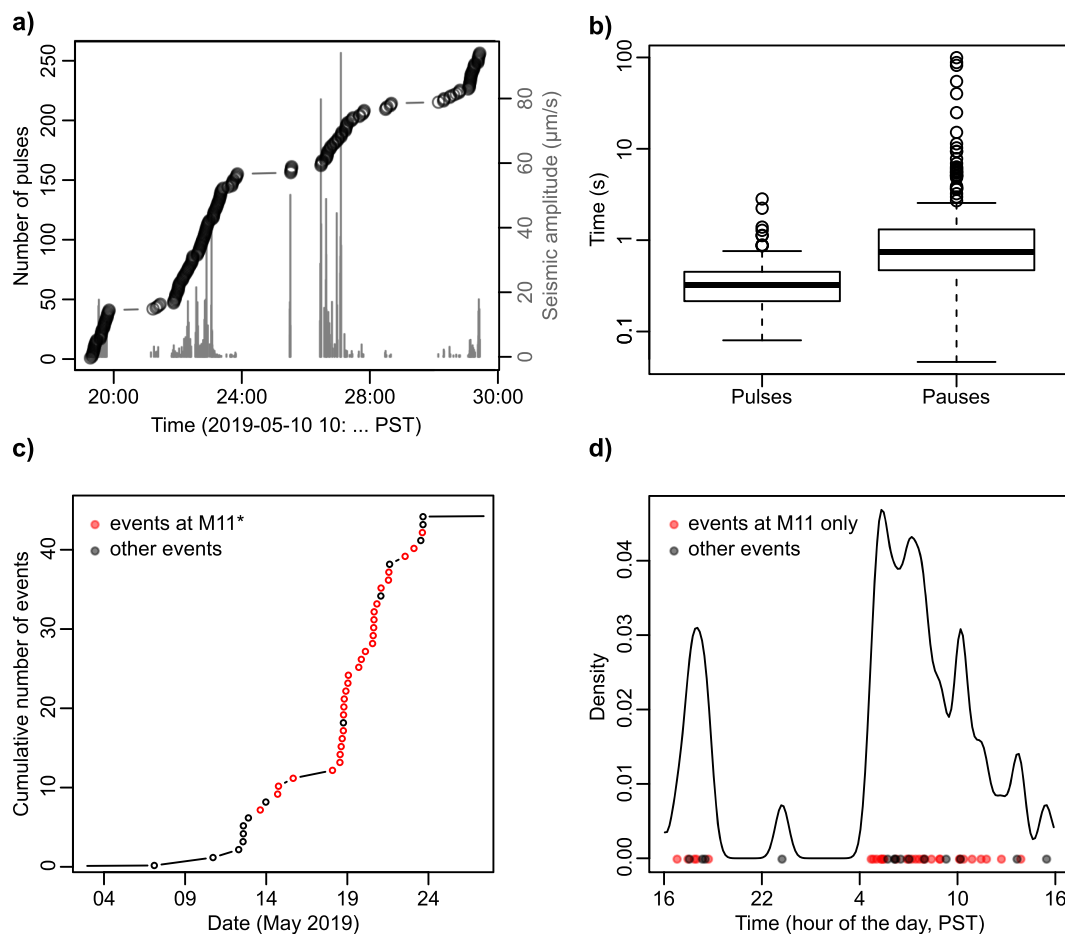 a)
250
200
150
100
50
0
Number of pulses
80
60
40
20
0
Seismic amplitude (µm/s)
20:00 24:00 28:00 30:00
Time (2019-05-10 10: ... PST)
b)
100
10
1
0.1
Time (s)
Pulses Pauses
c)
events at M11*
other events
40
30
20
10
0
Cumulative number of events
04 09 14 19 24
Date (May 2019)
d)
events at M11 only
other events
0.04
0.03
0.02
0.01
0.00
Density
16 22 4 10 16
Time (hour of the day, PST)